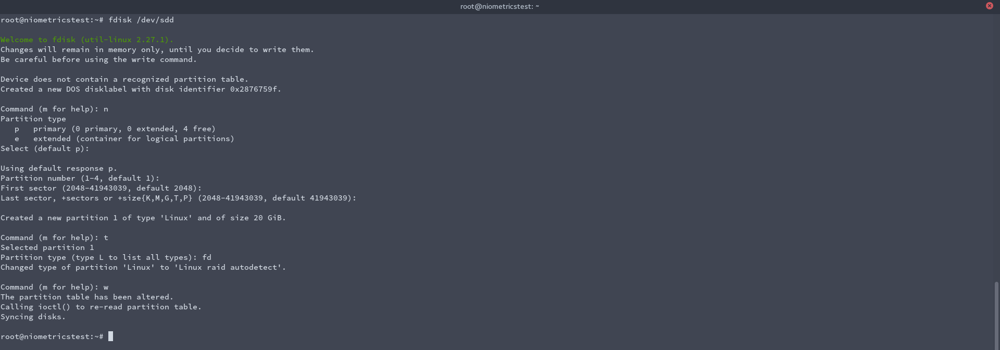 root@niometricstest: ~
root@niometricstest:~# fdisk /dev/sdd
Welcome to fdisk (util-linux 2.27.1).
Changes will remain in memory only, until you decide to write them.
Be careful before using the write command.
Device does not contain a recognized partition table.
Created a new DOS disklabel with disk identifier 0x2876759f.
Command (m for help): n
Partition type
   p   primary (0 primary, 0 extended, 4 free)
   e   extended (container for logical partitions)
Select (default p):
Using default response p.
Partition number (1-4, default 1):
First sector (2048-41943039, default 2048):
Last sector, +sectors or +size{K,M,G,T,P} (2048-41943039, default 41943039):
Created a new partition 1 of type 'Linux' and of size 20 GiB.
Command (m for help): t
Selected partition 1
Partition type (type L to list all types): fd
Changed type of partition 'Linux' to 'Linux raid autodetect'.
Command (m for help): w
The partition table has been altered.
Calling ioctl() to re-read partition table.
Syncing disks.
root@niometricstest:~#